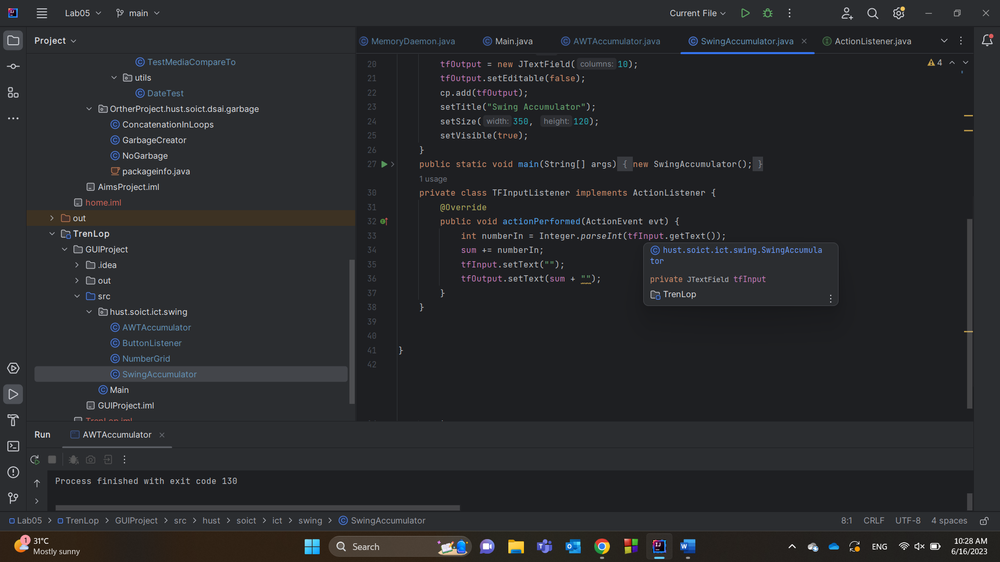 Lab05
main
Current File
Project
TestMediaCompareTo
utils
DateTest
OrtherProject.hust.soict.dsai.garbage
ConcatenationInLoops
GarbageCreator
NoGarbage
packageinfo.java
AimsProject.iml
home.iml
out
TrenLop
GUIProject
.idea
out
src
hust.soict.ict.swing
AWTAccumulator
ButtonListener
NumberGrid
SwingAccumulator
Main
GUIProject.iml
TrenLop.iml
MemoryDaemon.java
Main.java
AWTAccumulator.java
SwingAccumulator.java
ActionListener.java
4
20 tfOutput = new JTextField( columns: 10);
21 tfOutput.setEditable(false);
22 cp.add(tfOutput);
23 setTitle("Swing Accumulator");
24 setSize( width: 350, height: 120);
25 setVisible(true);
26 }
27 public static void main(String[] args) { new SwingAccumulator(); }
1 usage
30 private class TFInputListener implements ActionListener {
31 @Override
32 public void actionPerformed(ActionEvent evt) {
33 int numberIn = Integer.parseInt(tfInput.getText());
34 sum += numberIn;
35 tfInput.setText("");
36 tfOutput.setText(sum + "");
37 }
38 }
39
40
41 }
42
hust.soict.ict.swing.SwingAccumula
tor
private JTextField tfInput
TrenLop
Run
AWTAccumulator
Process finished with exit code 130
Lab05 > TrenLop > GUIProject > src > hust > soict > ict > swing > SwingAccumulator
8:1 CRLF UTF-8 4 spaces
1
31°C
Mostly sunny
Search
ENG
10:28 AM
6/16/2023